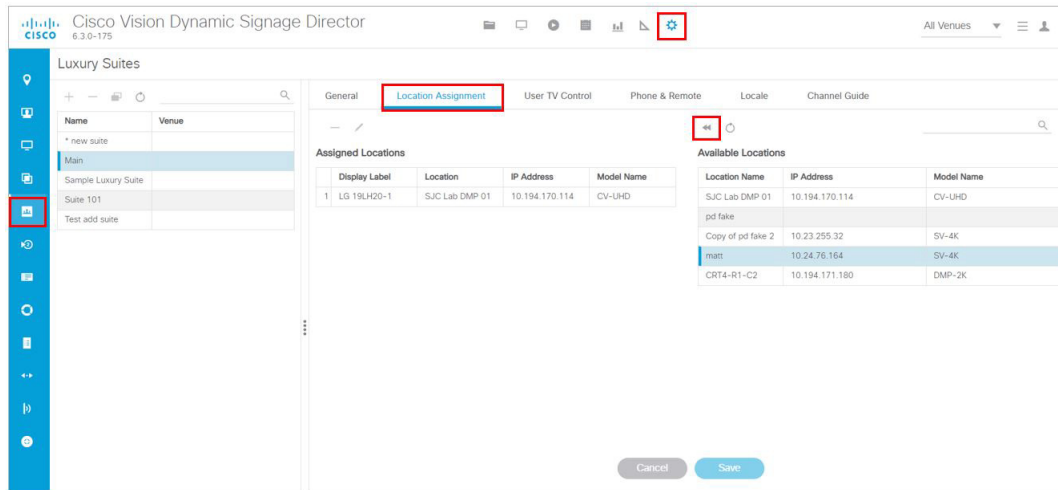 CISCO
Cisco Vision Dynamic Signage Director
6.3.0-175
All Venues
Luxury Suites
Name Venue
* new suite
Main
Sample Luxury Suite
Suite 101
Test add suite
General Location Assignment User TV Control Phone & Remote Locale Channel Guide
Assigned Locations
Display Label Location IP Address Model Name
1 LG 19LH20-1 SJC Lab DMP 01 10.194.170.114 CV-UHD
Available Locations
Location Name IP Address Model Name
SJC Lab DMP 01 10.194.170.114 CV-UHD
pd fake
Copy of pd fake 2 10.23.255.32 SV-4K
matt 10.24.76.164 SV-4K
CRT4-R1-C2 10.194.171.180 DMP-2K
Cancel Save